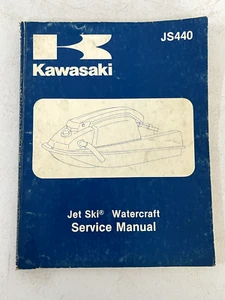 JS440
Kawasaki
Jet Ski® Watercraft
Service Manual